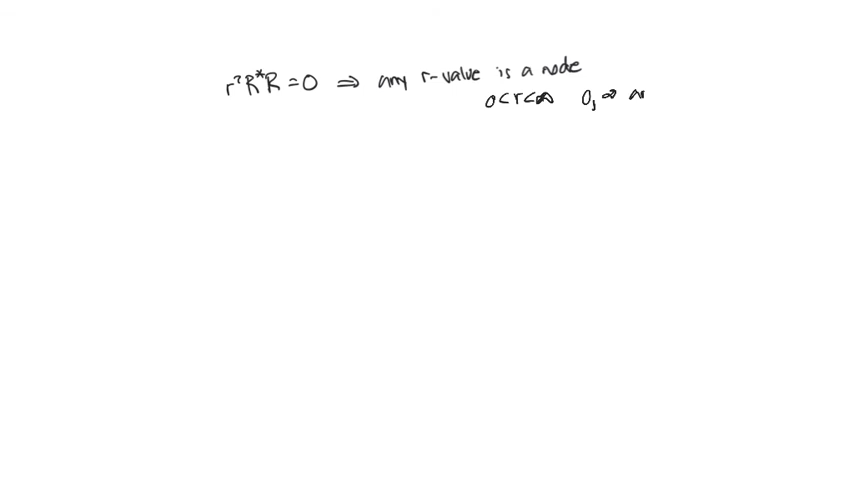 r²R*R = 0 ⇒ any r-value is a node
0 < r < ∞ 0, ∞